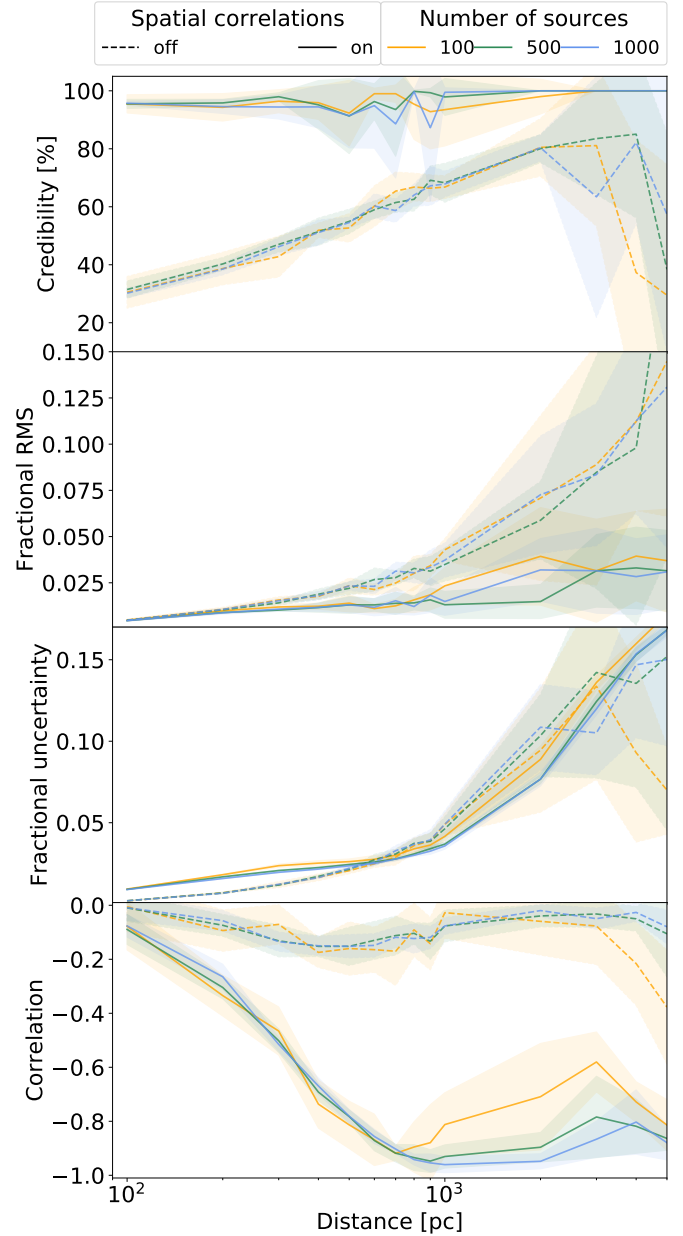 Spatial correlations
off on
Number of sources
100 500 1000
100
80
60
40
20
Credibility [%]
0.150
0.125
0.100
0.075
0.050
0.025
Fractional RMS
0.15
0.10
0.05
Fractional uncertainty
0.0
−0.2
−0.4
−0.6
−0.8
−1.0
Correlation
10² 10³
Distance [pc]